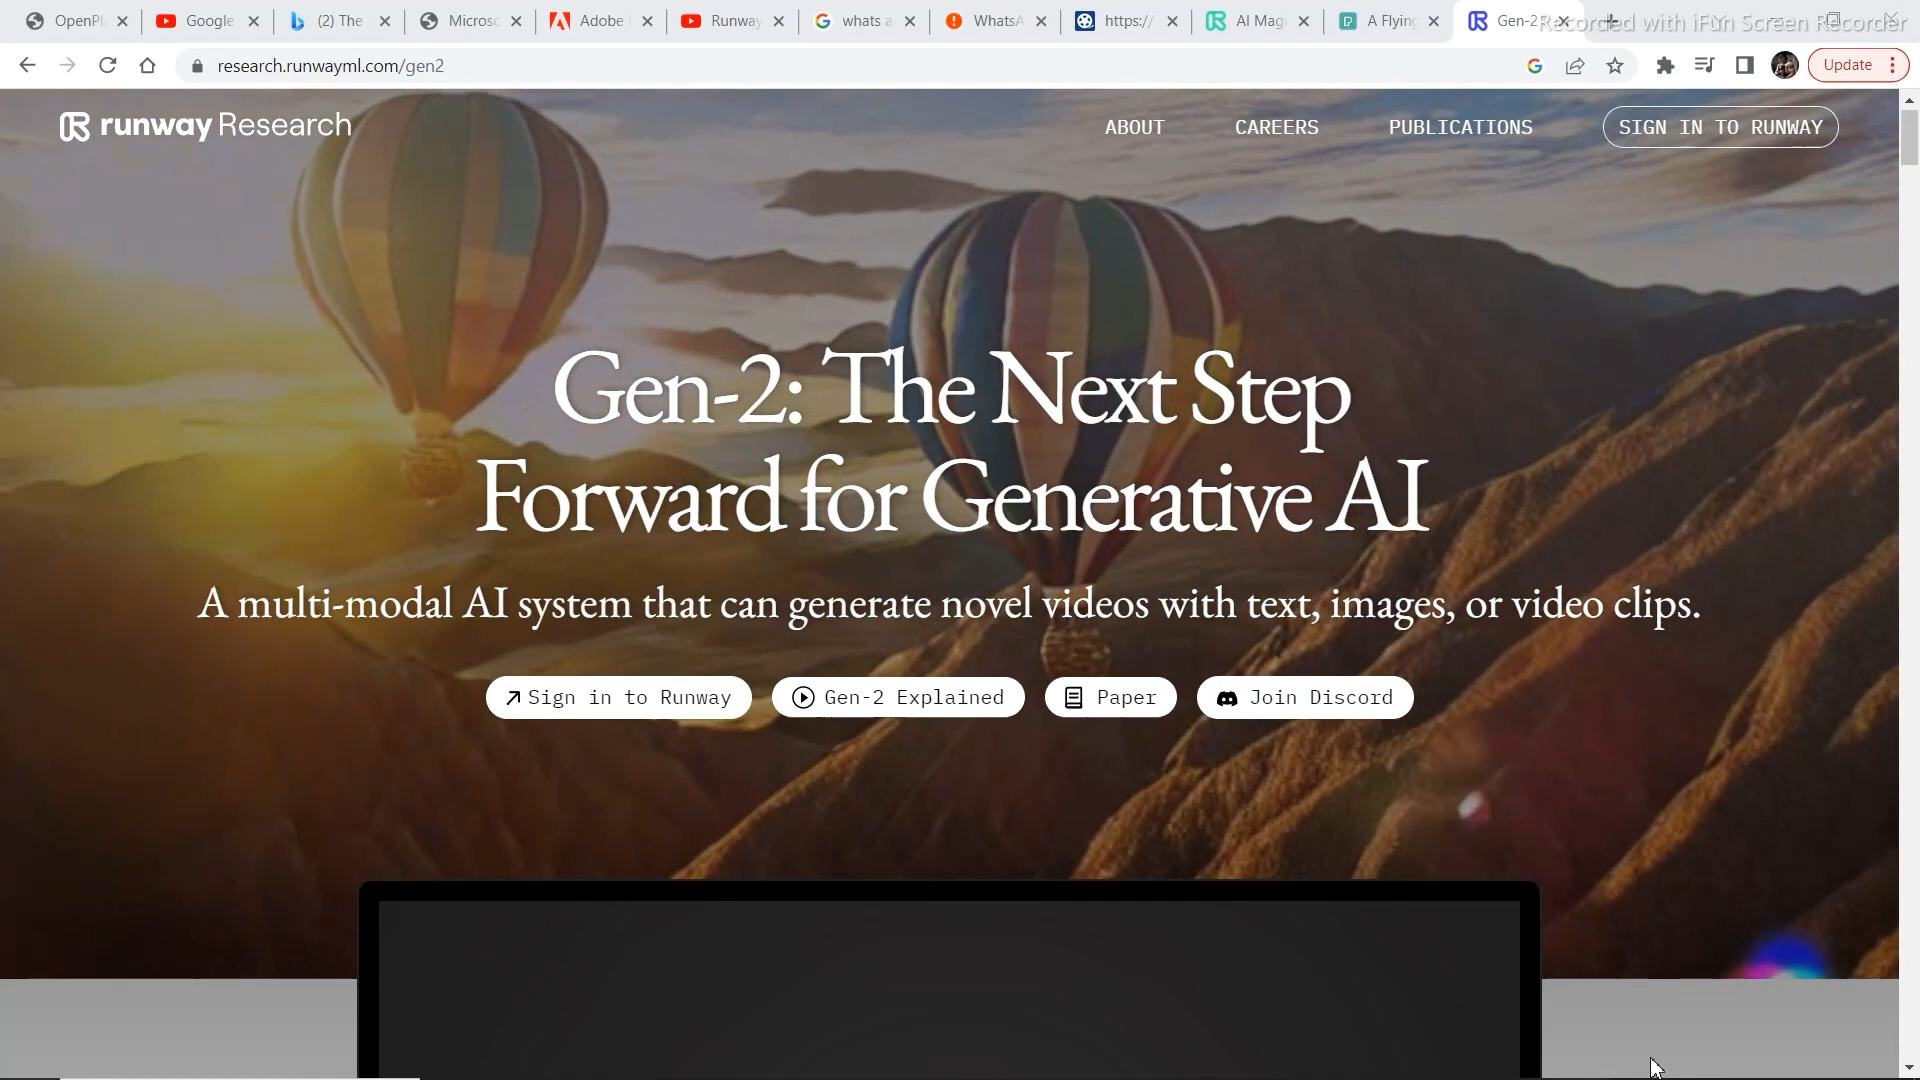 OpenPl
Google
(2) The
Microso
Adobe
Runway
whats a
WhatsA
https://
AI Mag
A Flying
Gen-2
Recorded with iFun Screen Recorder
research.runwayml.com/gen2
Update
runway Research
ABOUT
CAREERS
PUBLICATIONS
SIGN IN TO RUNWAY
Gen-2: The Next Step
Forward for Generative AI
A multi-modal AI system that can generate novel videos with text, images, or video clips.
Sign in to Runway
Gen-2 Explained
Paper
Join Discord